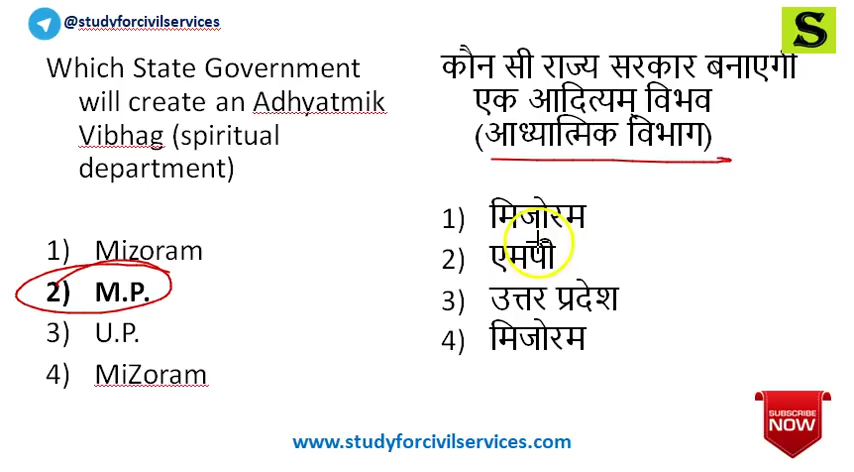 @studyforcivilservices
S
Which State Government
will create an Adhyatmik
Vibhag (spiritual
department)
1) Mizoram
2) M.P.
3) U.P.
4) MiZoram
कौन सी राज्य सरकार बनाएगी
एक आदित्यम् विभव
(आध्यात्मिक विभाग)
1) मिजोरम
2) एमपी
3) उत्तर प्रदेश
4) मिजोरम
SUBSCRIBE
NOW
www.studyforcivilservices.com